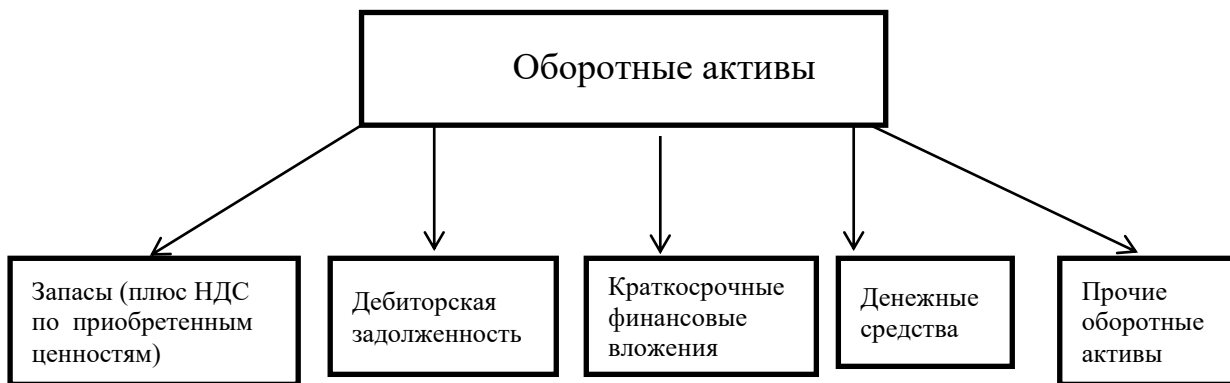 Оборотные активы
Запасы (плюс НДС
по приобретенным
ценностям)
Дебиторская
задолженность
Краткосрочные
финансовые
вложения
Денежные
средства
Прочие
оборотные
активы